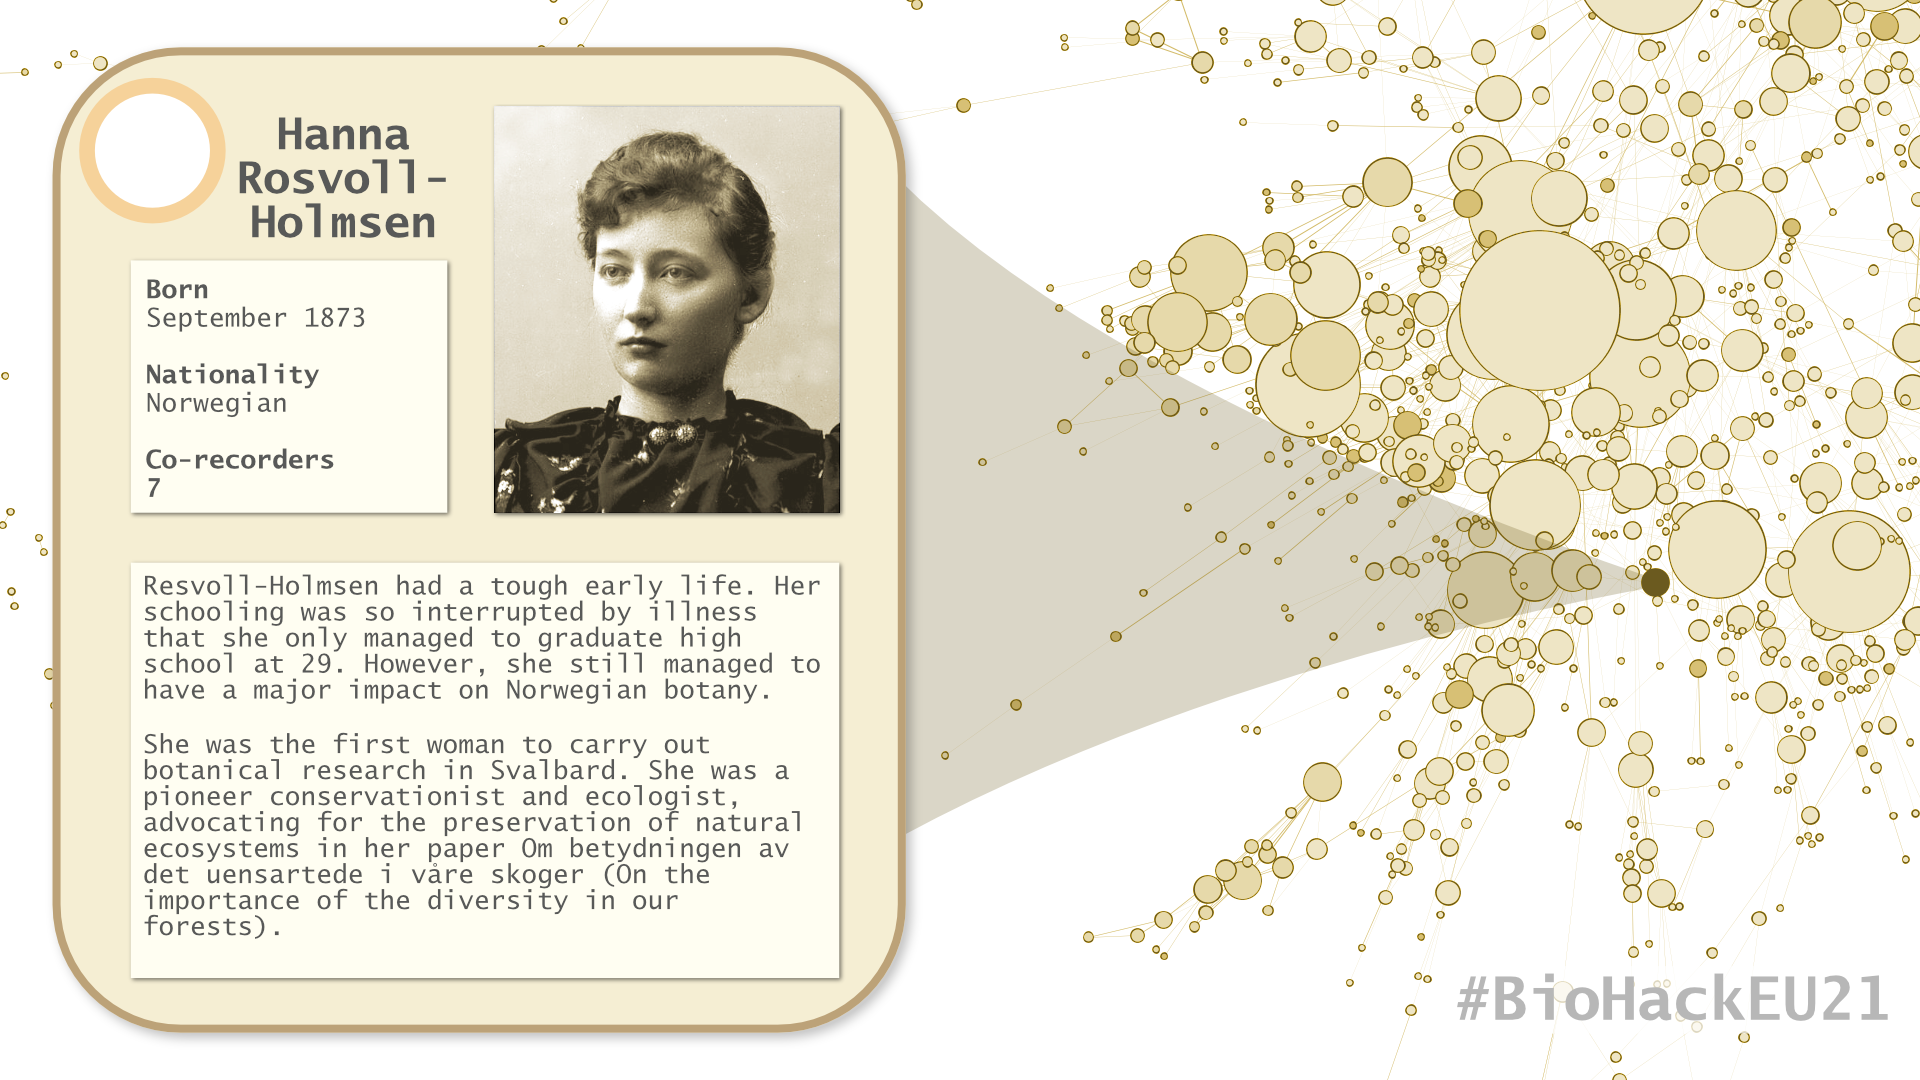 Hanna
Rosvoll-
Holmsen
Born
September 1873
Nationality
Norwegian
Co-recorders
7
Resvoll-Holmsen had a tough early life. Her
schooling was so interrupted by illness
that she only managed to graduate high
school at 29. However, she still managed to
have a major impact on Norwegian botany.
She was the first woman to carry out
botanical research in Svalbard. She was a
pioneer conservationist and ecologist,
advocating for the preservation of natural
ecosystems in her paper Om betydningen av
det uensartede i våre skoger (On the
importance of the diversity in our
forests).
#BioHackEU21